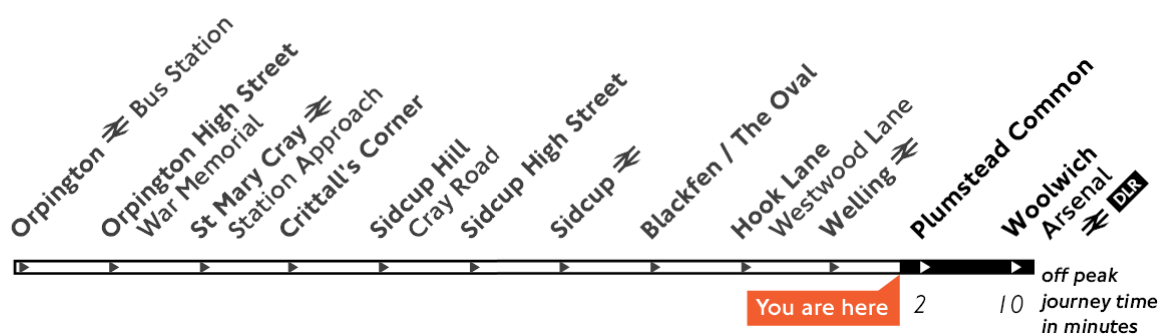 Orpington Bus Station
Orpington High Street
War Memorial
St Mary Cray
Station Approach
Crittall's Corner
Sidcup Hill
Cray Road
Sidcup High Street
Sidcup
Blackfen / The Oval
Hook Lane
Westwood Lane
Welling
Plumstead Common
Woolwich
Arsenal
DLR
You are here
2
10
off peak
journey time
in minutes